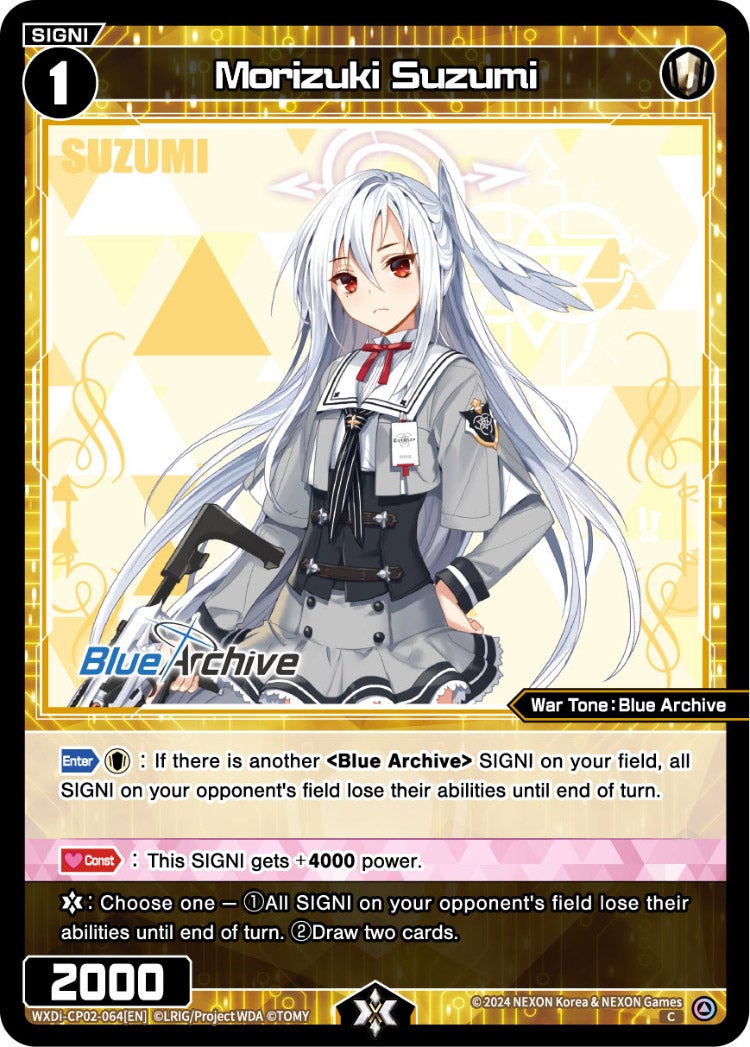 SIGNI
1
Morizuki Suzumi
SUZUMI
Blue Archive
War Tone:Blue Archive
Enter : If there is another <Blue Archive> SIGNI on your field, all
SIGNI on your opponent's field lose their abilities until end of turn.
Const : This SIGNI gets +4000 power.
: Choose one — ①All SIGNI on your opponent's field lose their
abilities until end of turn. ②Draw two cards.
2000
©2024 NEXON Korea & NEXON Games
WXDi-CP02-064[EN] ©LRIG/Project WDA ©TOMY
C